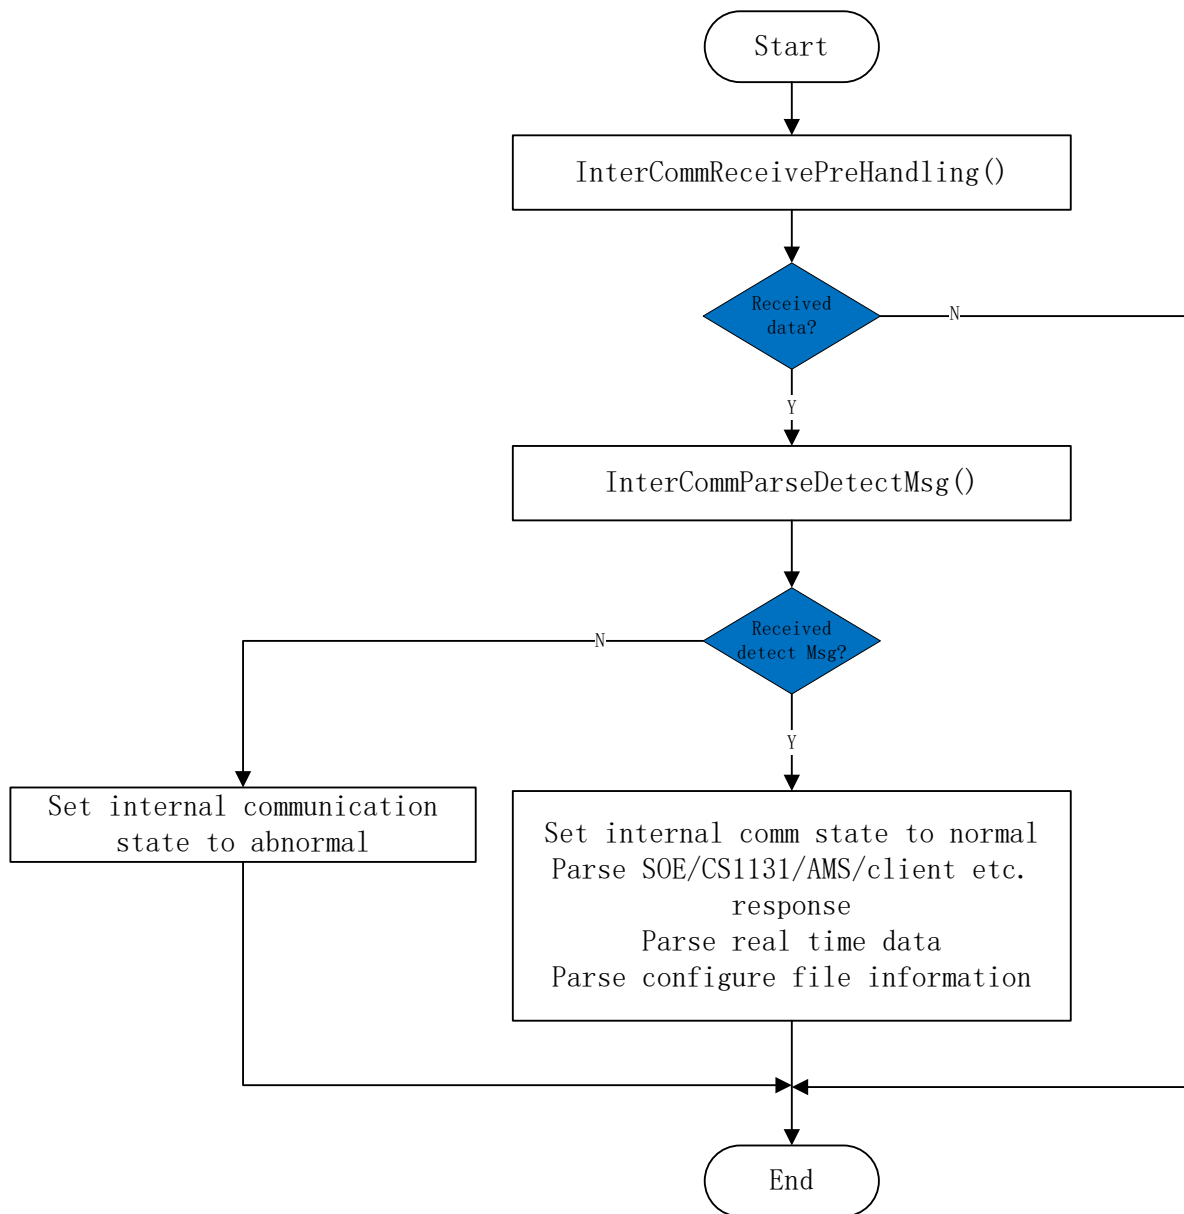 Start
InterCommReceivePreHandling()
Received
data?
N
Y
InterCommParseDetectMsg()
Received
detect Msg?
N
Y
Set internal communication
state to abnormal
Set internal comm state to normal
Parse SOE/CS1131/AMS/client etc.
response
Parse real time data
Parse configure file information
End